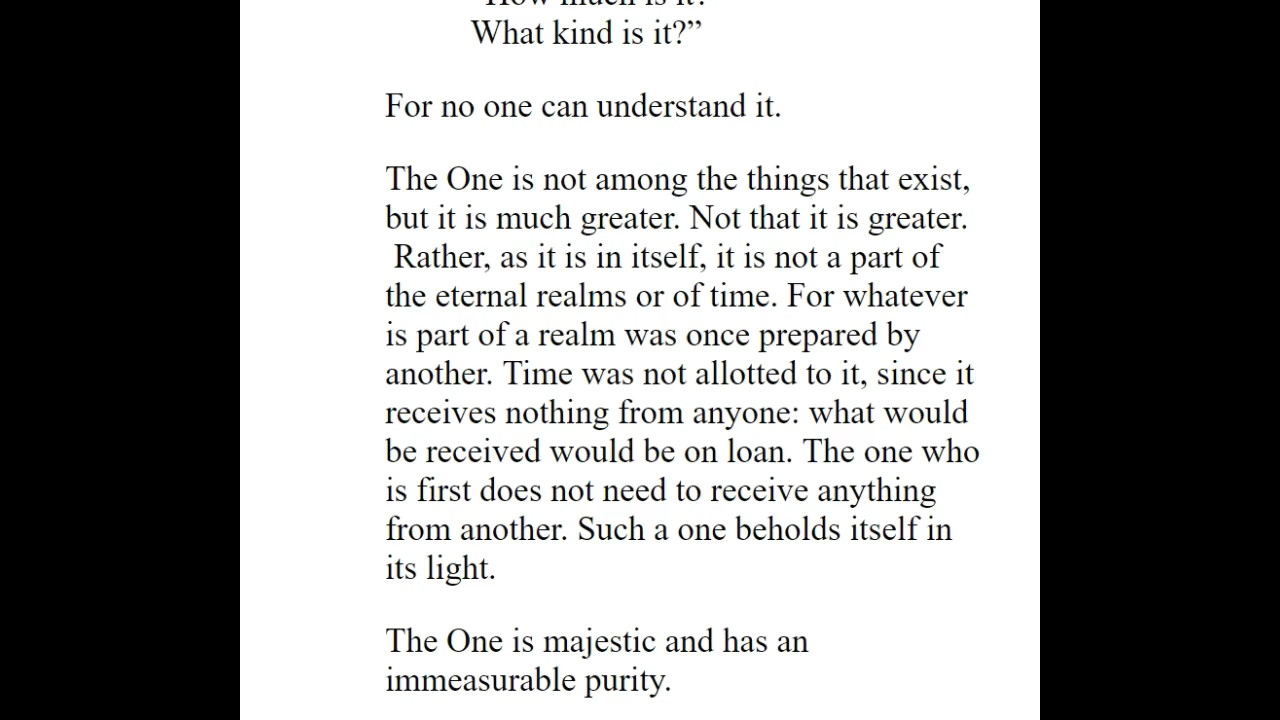 "How much is it?
What kind is it?”
For no one can understand it.
The One is not among the things that exist,
but it is much greater. Not that it is greater.
Rather, as it is in itself, it is not a part of
the eternal realms or of time. For whatever
is part of a realm was once prepared by
another. Time was not allotted to it, since it
receives nothing from anyone: what would
be received would be on loan. The one who
is first does not need to receive anything
from another. Such a one beholds itself in
its light.
The One is majestic and has an
immeasurable purity.